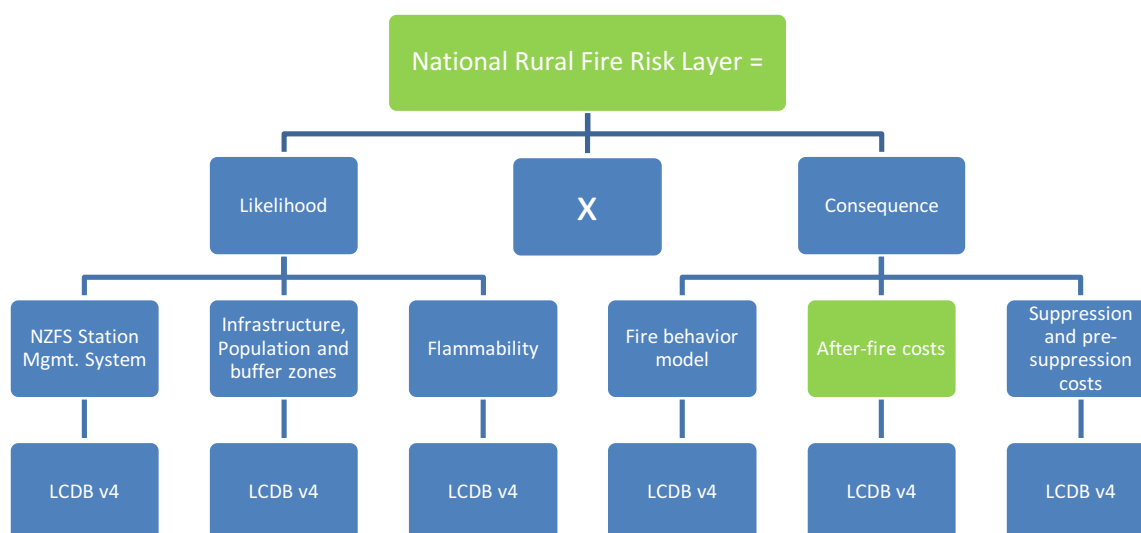 National Rural Fire Risk Layer =
Likelihood
X
Consequence
NZFS Station
Mgmt. System
Infrastructure,
Population and
buffer zones
Flammability
Fire behavior
model
After-fire costs
Suppression
and pre-
suppression
costs
LCDB v4
LCDB v4
LCDB v4
LCDB v4
LCDB v4
LCDB v4